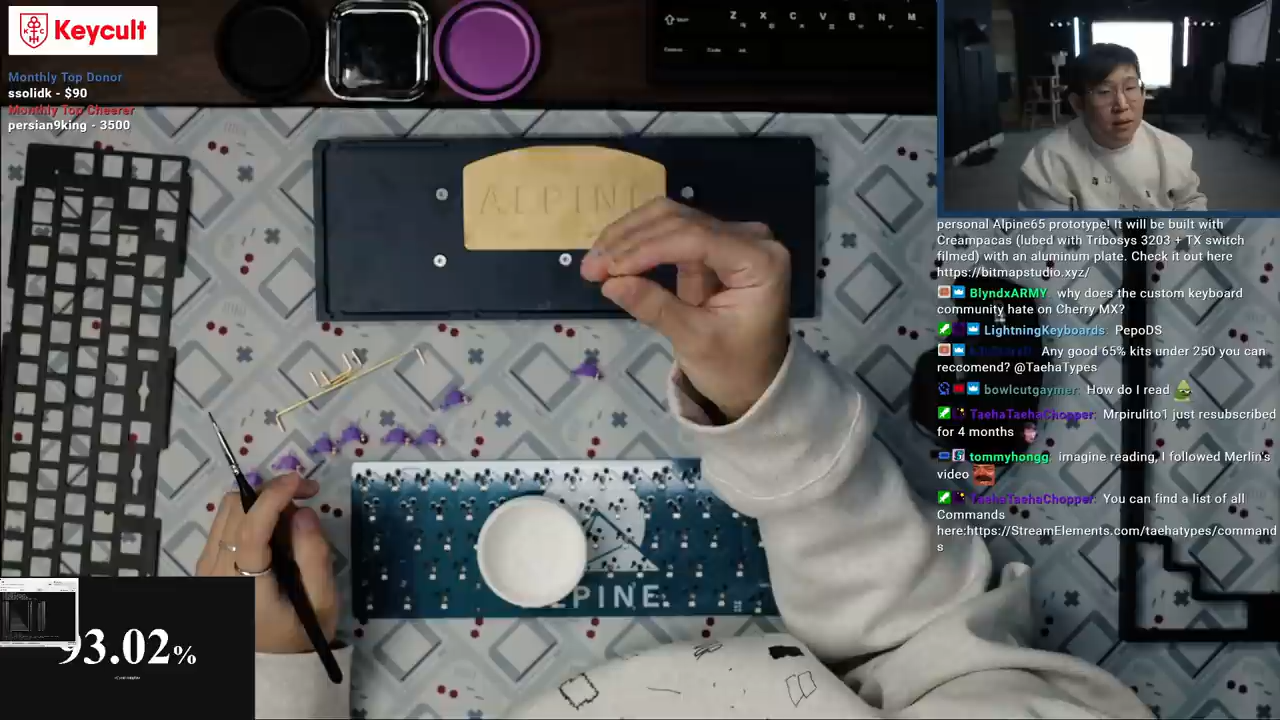 Keycult
Monthly Top Donor
ssolidk - $90
Monthly Top Cheerer
persian9king - 3500
Z X C V B N M
ALPINE
ALPINE
personal Alpine65 prototype! It will be built with
Creampacas (lubed with Tribosys 3203 + TX switch
filmed) with an aluminum plate. Check it out here
https://bitmapstudio.xyz/
BlyndxARMY: why does the custom keyboard
community hate on Cherry MX?
LightningKeyboards: PepoDS
Any good 65% kits under 250 you can
reccomend? @TaehaTypes
bowlcutgaymer: How do I read
TaehaTaehaChopper: Mrpirulito1 just resubscribed
for 4 months
tommyhongg: imagine reading, I followed Merlin's
video
TaehaTaehaChopper: You can find a list of all
Commands
here:https://StreamElements.com/taehatypes/command
s
93.02%